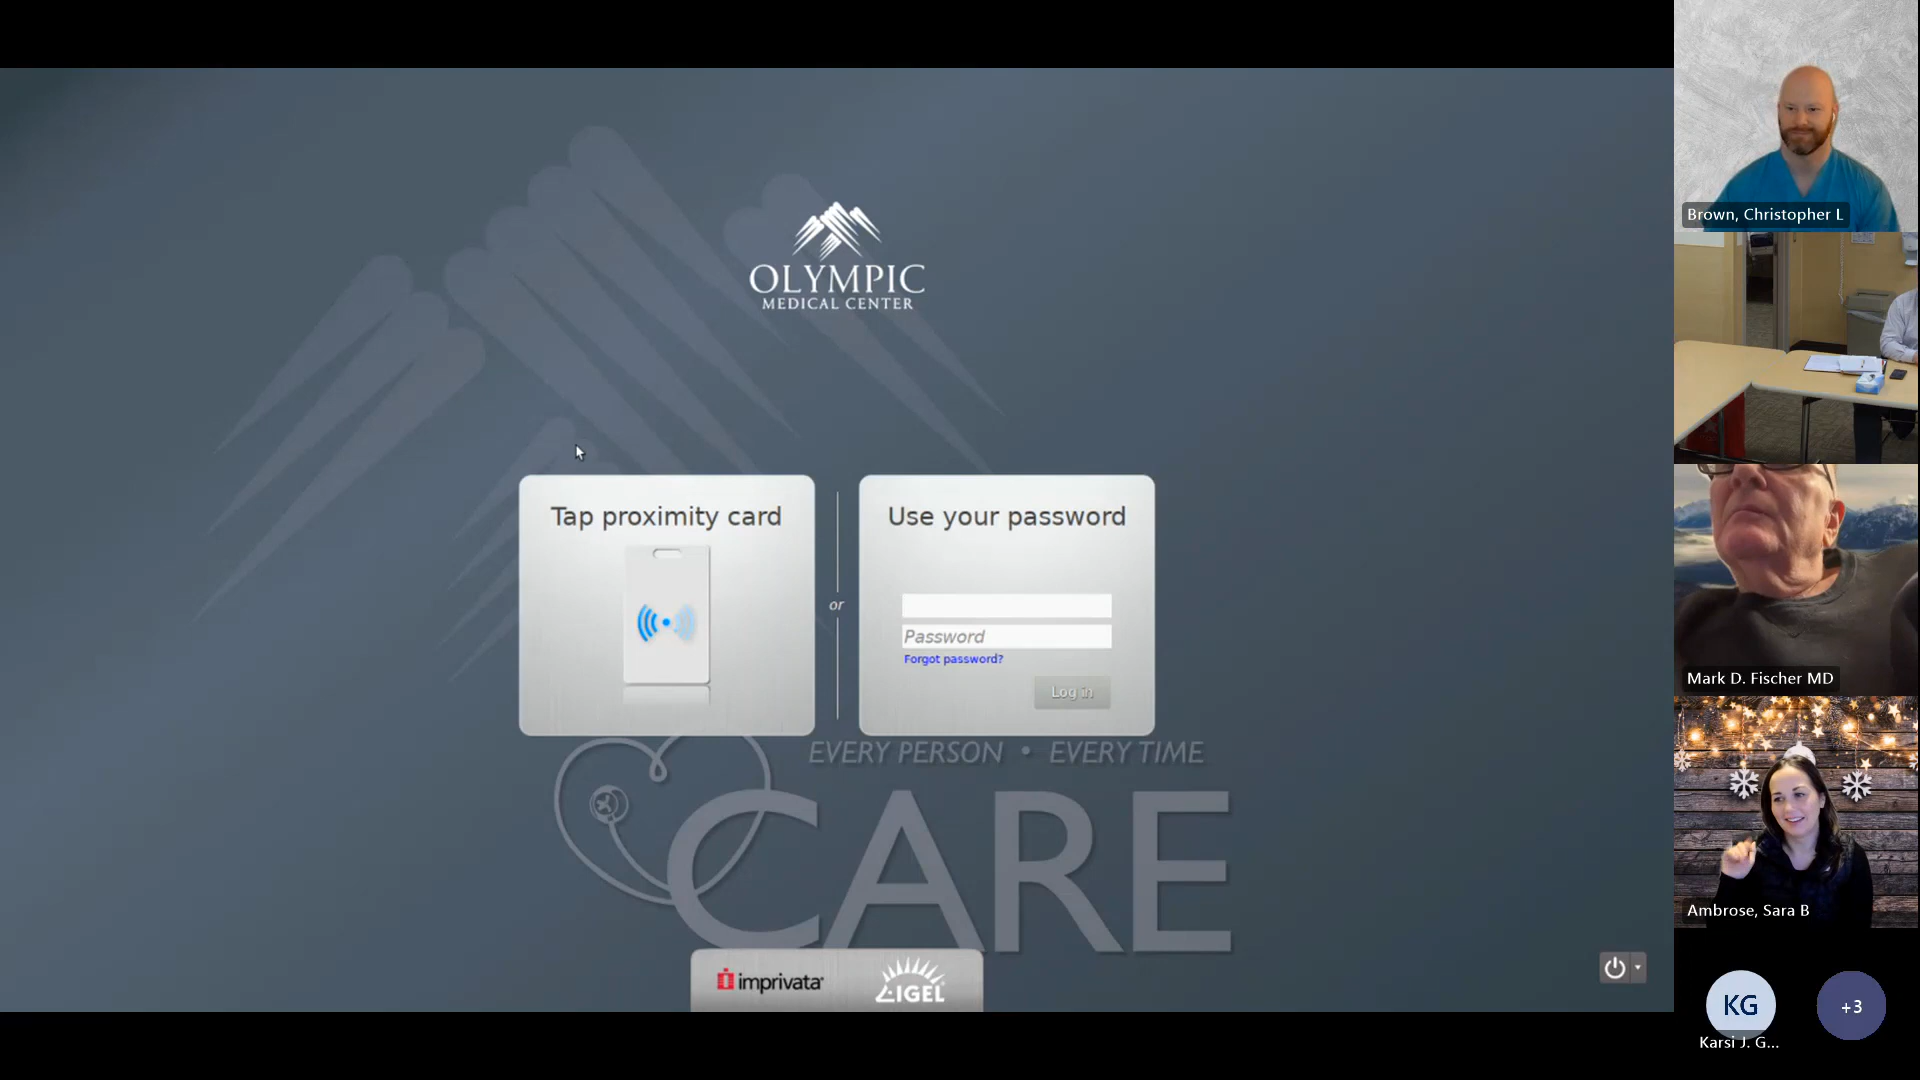 OLYMPIC
MEDICAL CENTER
Tap proximity card
or
Use your password
Password
Forgot password?
Log in
EVERY PERSON • EVERY TIME
CARE
imprivata
IGEL
Brown, Christopher L
Mark D. Fischer MD
Ambrose, Sara B
KG
Karsi J. G...
+3